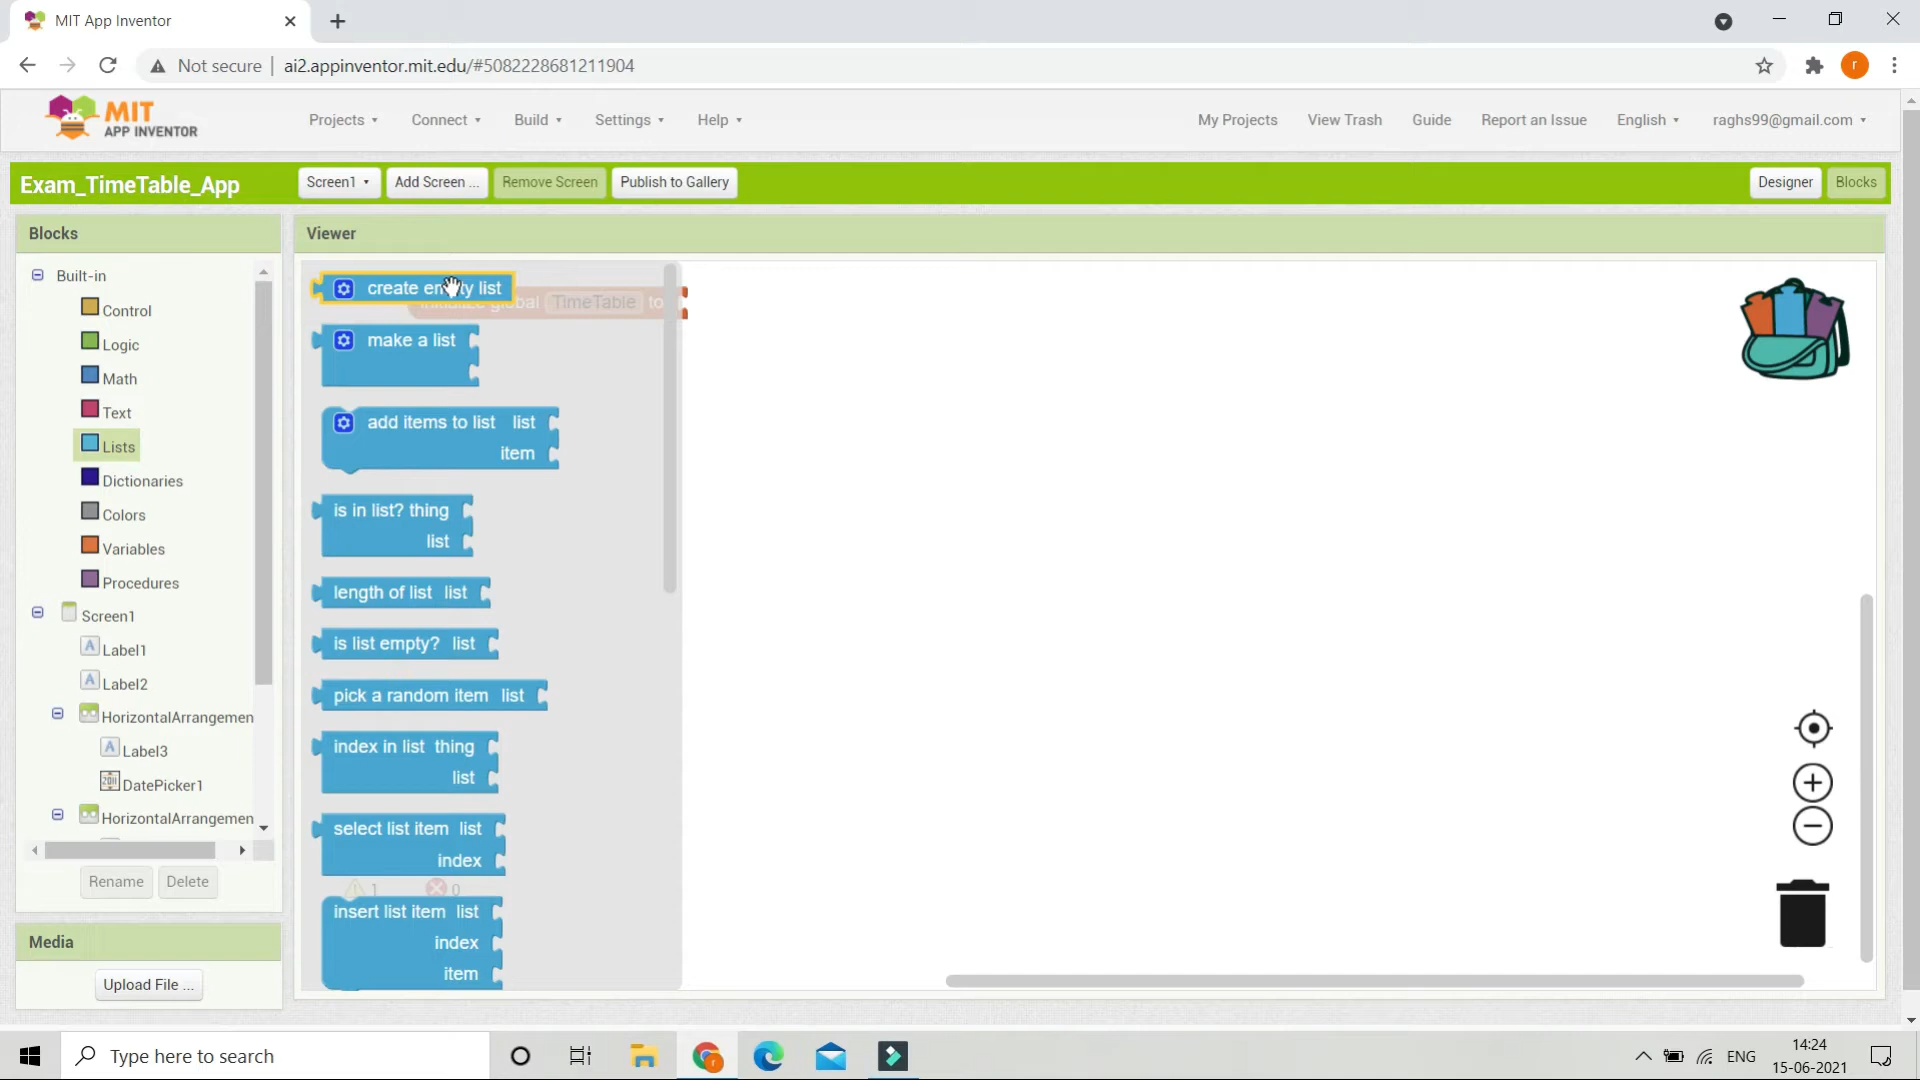 MIT App Inventor
Not secure
ai2.appinventor.mit.edu/#5082228681211904
r
MIT
APP INVENTOR
Projects
Connect
Build
Settings
Help
My Projects
View Trash
Guide
Report an Issue
English
raghs99@gmail.com
Exam_TimeTable_App
Screen1
Add Screen ...
Remove Screen
Publish to Gallery
Designer
Blocks
Blocks
Viewer
Built-in
Control
Logic
Math
Text
Lists
Dictionaries
Colors
Variables
Procedures
Screen1
Label1
Label2
HorizontalArrangemen
Label3
DatePicker1
HorizontalArrangemen
Rename
Delete
Media
Upload File ...
create empty list
initialize global TimeTable to
make a list
add items to list list
item
is in list? thing
list
length of list list
is list empty? list
pick a random item list
index in list thing
list
select list item list
index
1
0
insert list item list
index
item
Type here to search
ENG
14:24
15-06-2021